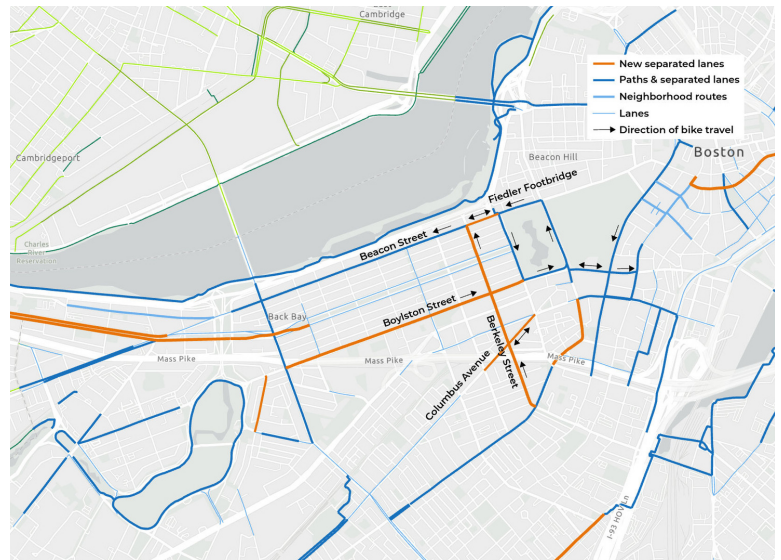 East
Cambridge
New separated lanes
Paths & separated lanes
Neighborhood routes
Lanes
Direction of bike travel
Cambridgeport
Boston
Beacon Hill
Fiedler Footbridge
Beacon Street
Charles
River
Reservation
Back Bay
Boylston Street
Berkeley Street
Columbus Avenue
Mass Pike
Mass Pike
Mass Pike
I-93 HOV Ln